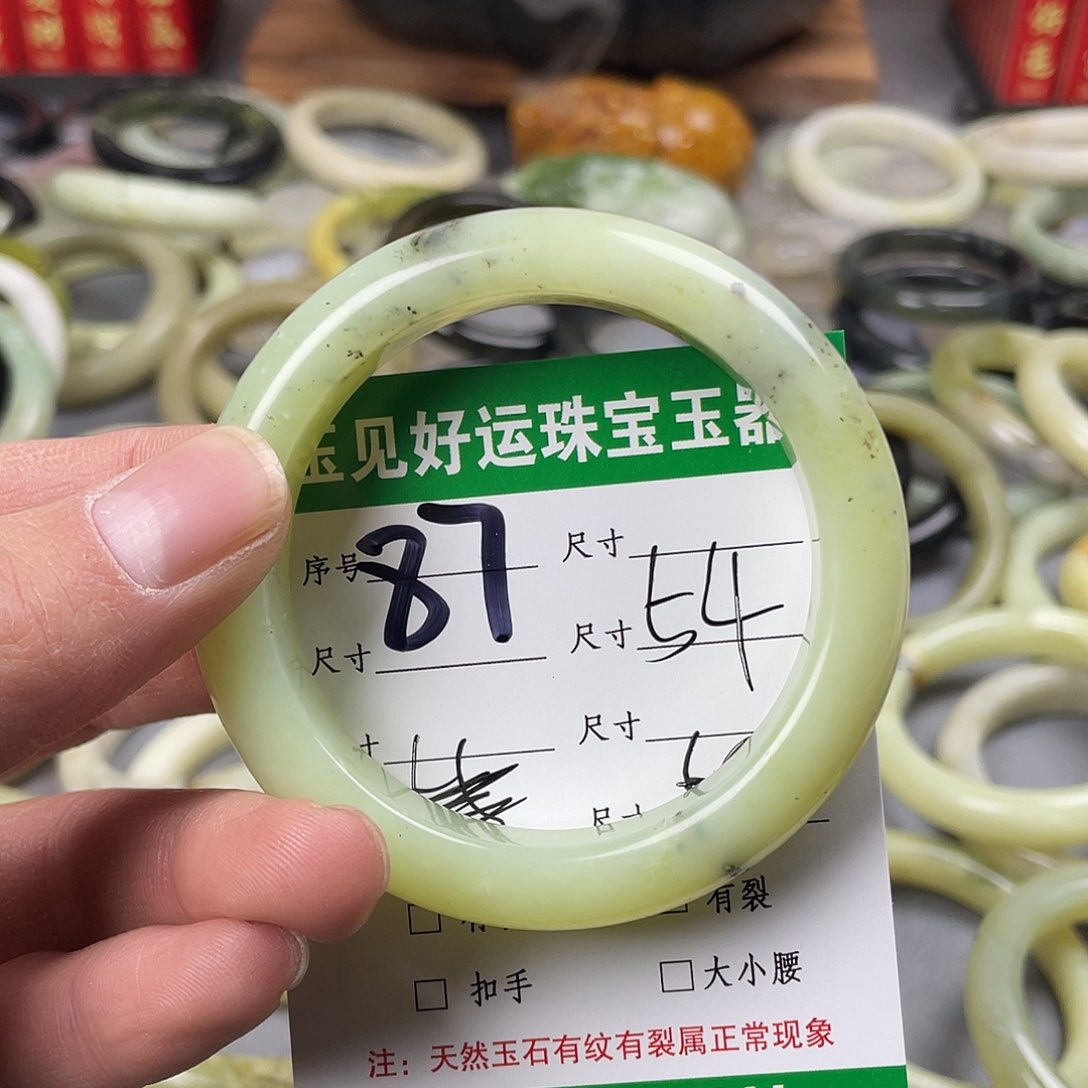 玉见好运珠宝玉器
序号 87 尺寸
尺寸 尺寸 54
寸 尺寸
尺寸
有裂
扣手 大小腰
注：天然玉石有纹有裂属正常现象